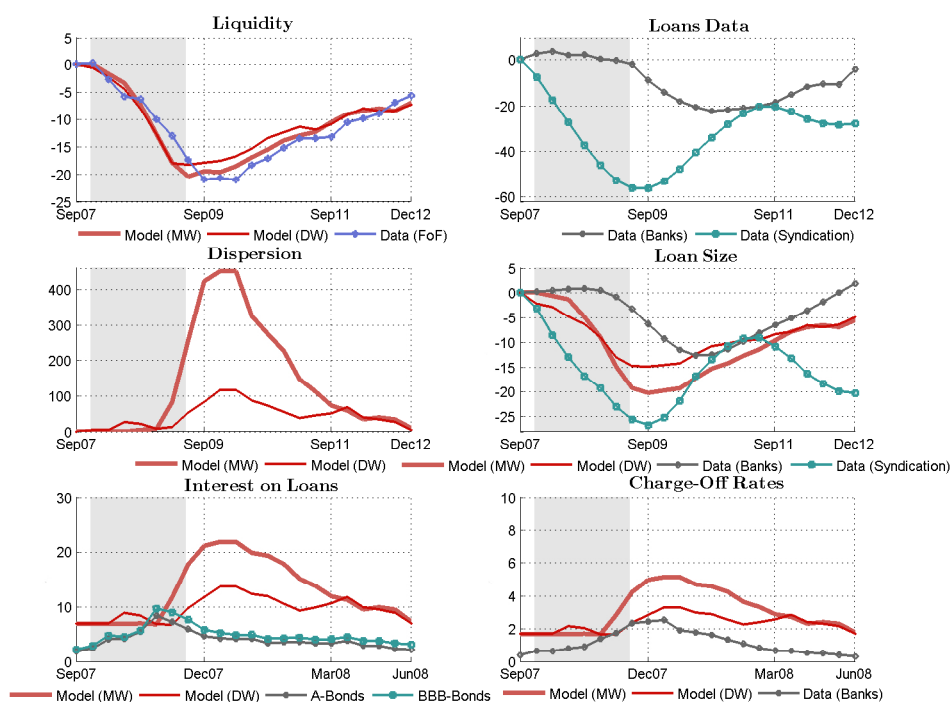 Liquidity
5
0
-5
-10
-15
-20
-25
Sep07 Sep09 Sep11 Dec12
Model (MW) Model (DW) Data (FoF)
Loans Data
0
-20
-40
-60
Sep07 Sep09 Sep11 Dec12
Data (Banks) Data (Syndication)
Dispersion
400
300
200
100
0
Sep07 Sep09 Sep11 Dec12
Model (MW) Model (DW)
Loan Size
5
0
-5
-10
-15
-20
-25
Sep07 Sep09 Sep11 Dec12
Model (MW) Model (DW) Data (Banks) Data (Syndication)
Interest on Loans
30
20
10
0
Sep07 Dec07 Mar08 Jun08
Model (MW) Model (DW) A-Bonds BBB-Bonds
Charge-Off Rates
10
8
6
4
2
0
Sep07 Dec07 Mar08 Jun08
Model (MW) Model (DW) Data (Banks)